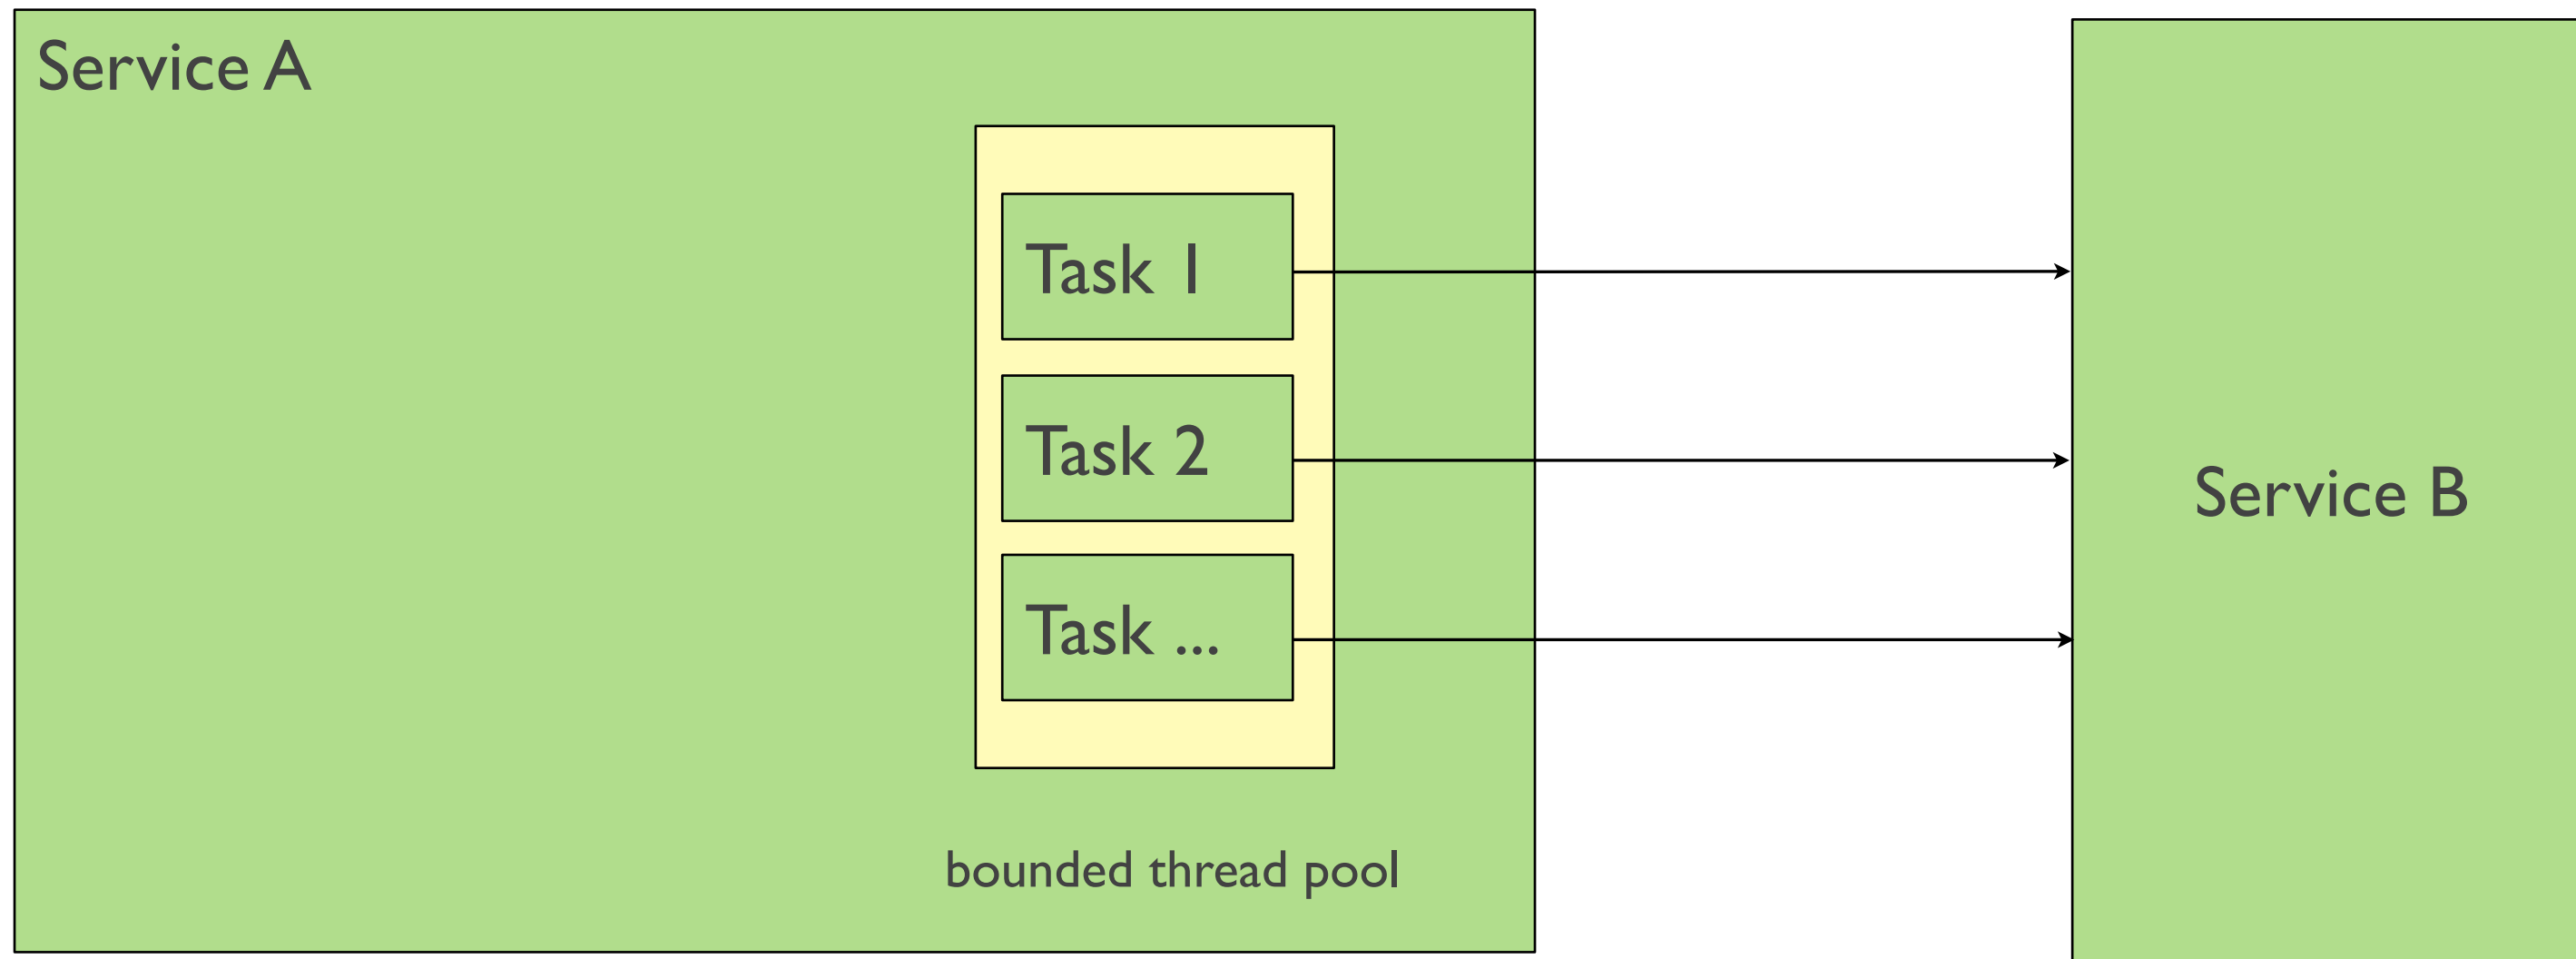 Service A
Task 1
Task 2
Task ...
Service B
bounded thread pool